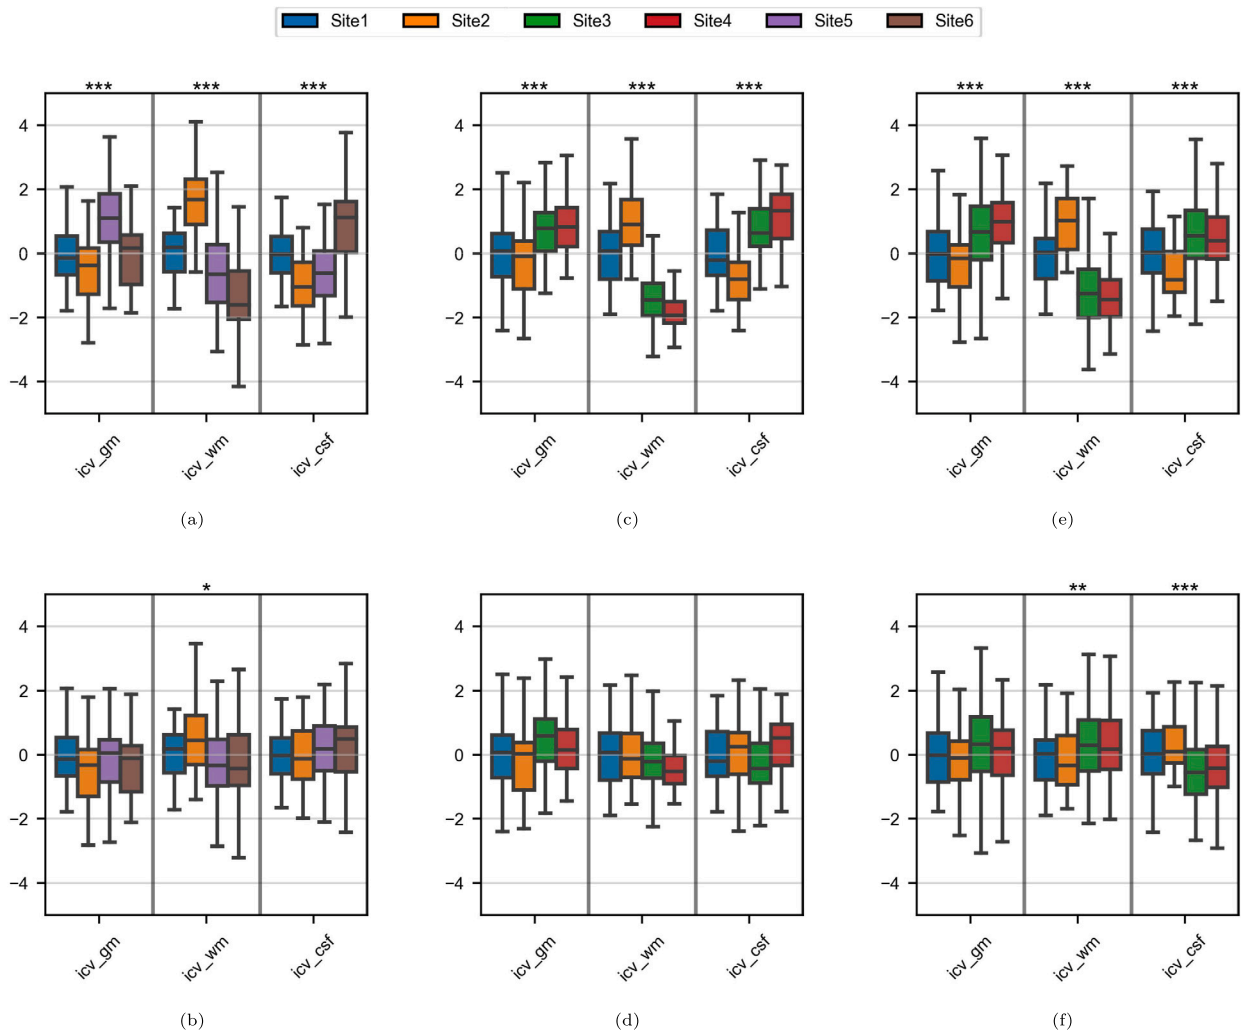 Site1 Site2 Site3 Site4 Site5 Site6
*** *** ***
*** *** ***
*** *** ***
4
2
0
−2
−4
icv_gm icv_wm icv_csf
(a)
4
2
0
−2
−4
icv_gm icv_wm icv_csf
(c)
4
2
0
−2
−4
icv_gm icv_wm icv_csf
(e)
*
4
2
0
−2
−4
icv_gm icv_wm icv_csf
(b)
4
2
0
−2
−4
icv_gm icv_wm icv_csf
(d)
** ***
4
2
0
−2
−4
icv_gm icv_wm icv_csf
(f)